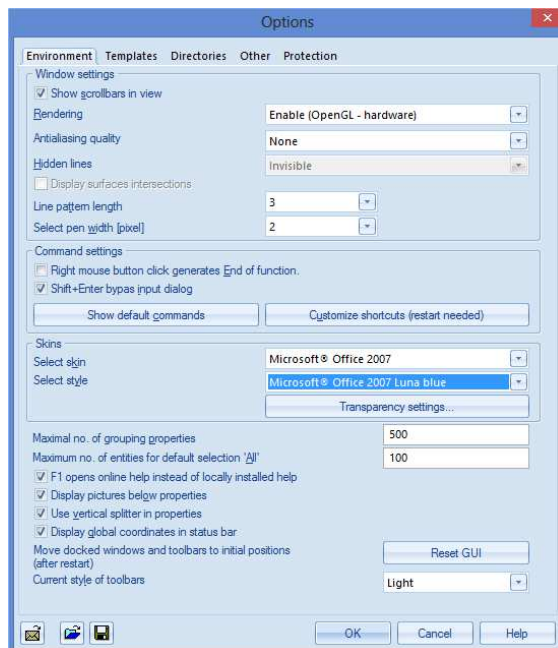 Options
Environment Templates Directories Other Protection
Window settings
Show scrollbars in view
Rendering Enable (OpenGL - hardware)
Antialiasing quality None
Hidden lines Invisible
Display surfaces intersections
Line pattern length 3
Select pen width [pixel] 2
Command settings
Right mouse button click generates End of function.
Shift+Enter bypas input dialog
Show default commands Customize shortcuts (restart needed)
Skins
Select skin Microsoft® Office 2007
Select style Microsoft® Office 2007 Luna blue
Transparency settings...
Maximal no. of grouping properties 500
Maximum no. of entities for default selection 'All' 100
F1 opens online help instead of locally installed help
Display pictures below properties
Use vertical splitter in properties
Display global coordinates in status bar
Move docked windows and toolbars to initial positions
(after restart) Reset GUI
Current style of toolbars Light
OK Cancel Help